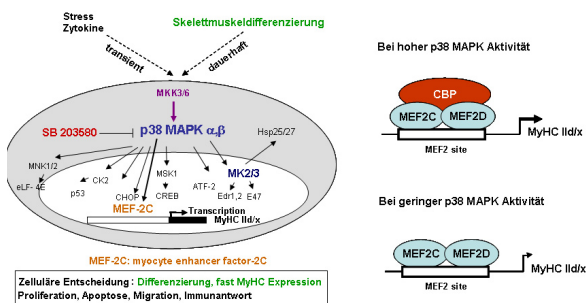 Stress
Zytokine
Skelettmuskeldifferenzierung
transient
dauerhaft
MKK3/6
SB 203580
p38 MAPK α,β
Hsp25/27
MNK1/2
eLF- 4E
p53
CK2
CHOP
MSK1
CREB
ATF-2
MK2/3
Edr1,2
E47
MEF-2C
Transcription
MyHC IId/x
MEF-2C: myocyte enhancer factor-2C
Zelluläre Entscheidung : Differenzierung, fast MyHC Expression
Proliferation, Apoptose, Migration, Immunantwort
Bei hoher p38 MAPK Aktivität
CBP
MEF2C
MEF2D
MyHC IId/x
MEF2 site
Bei geringer p38 MAPK Aktivität
MEF2C
MEF2D
MyHC IId/x
MEF2 site